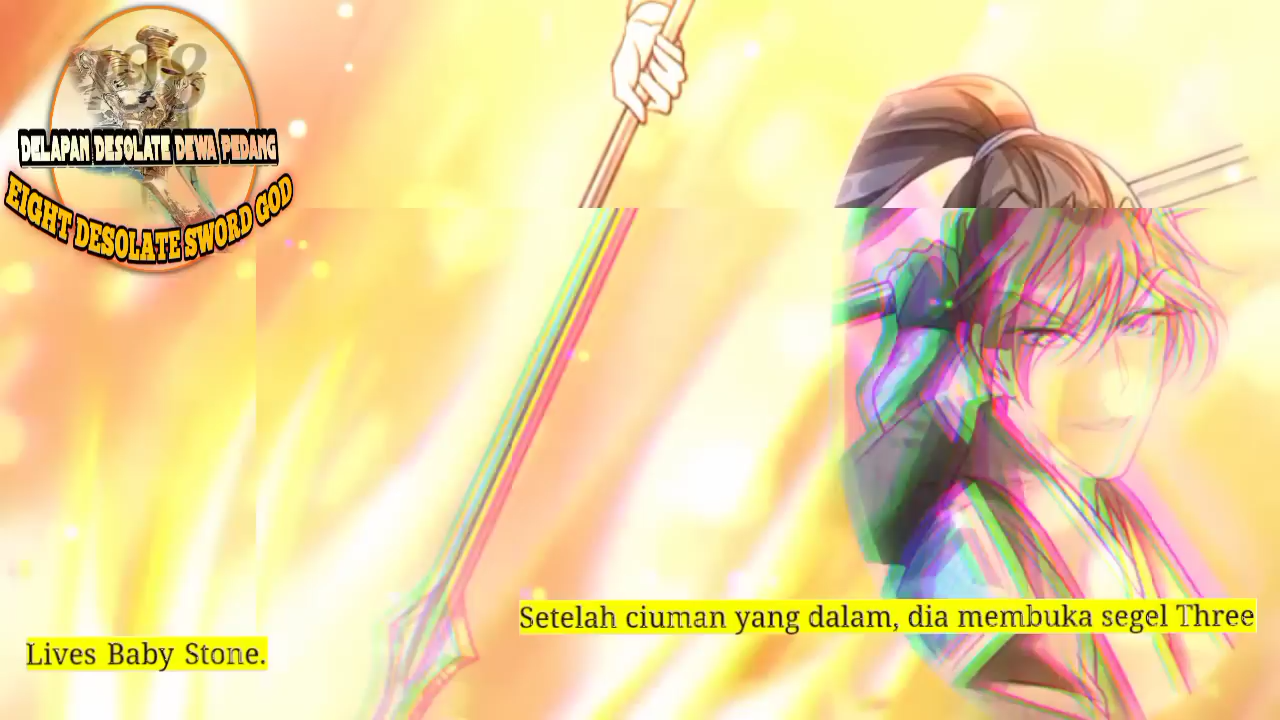 798
DELAPAN DESOLATE DEWA PEDANG
EIGHT DESOLATE SWORD GOD
Setelah ciuman yang dalam, dia membuka segel Three
Lives Baby Stone.